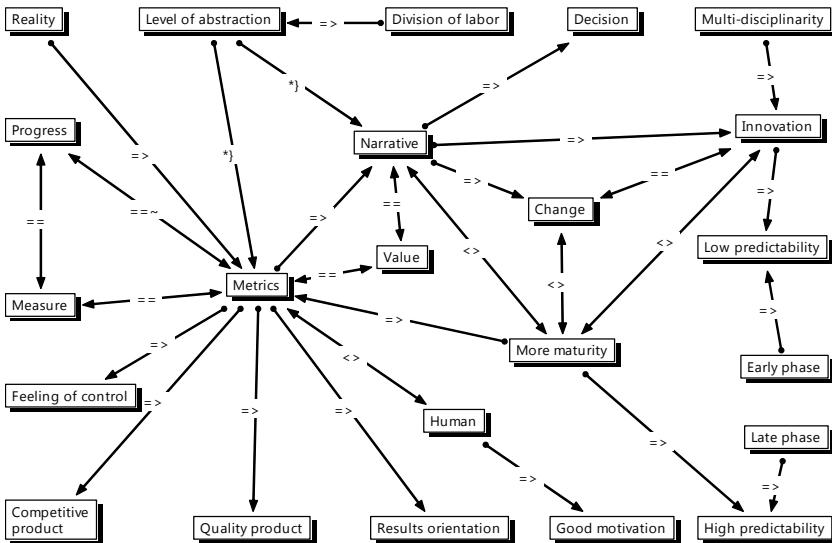 Reality
Level of abstraction
=>
Division of labor
Decision
Multi-disciplinarity
=>
*}
=>
Progress
Innovation
Narrative
=>
=>
*}
==~
=>
==
=>
==
=>
Change
==
=>
<>
<>
Low predictability
Value
==
Metrics
<>
Measure
==
=>
=>
=>
More maturity
<>
Early phase
Feeling of control
=>
=>
=>
Human
=>
Late phase
=>
=>
Competitive
product
Quality product
Results orientation
Good motivation
High predictability